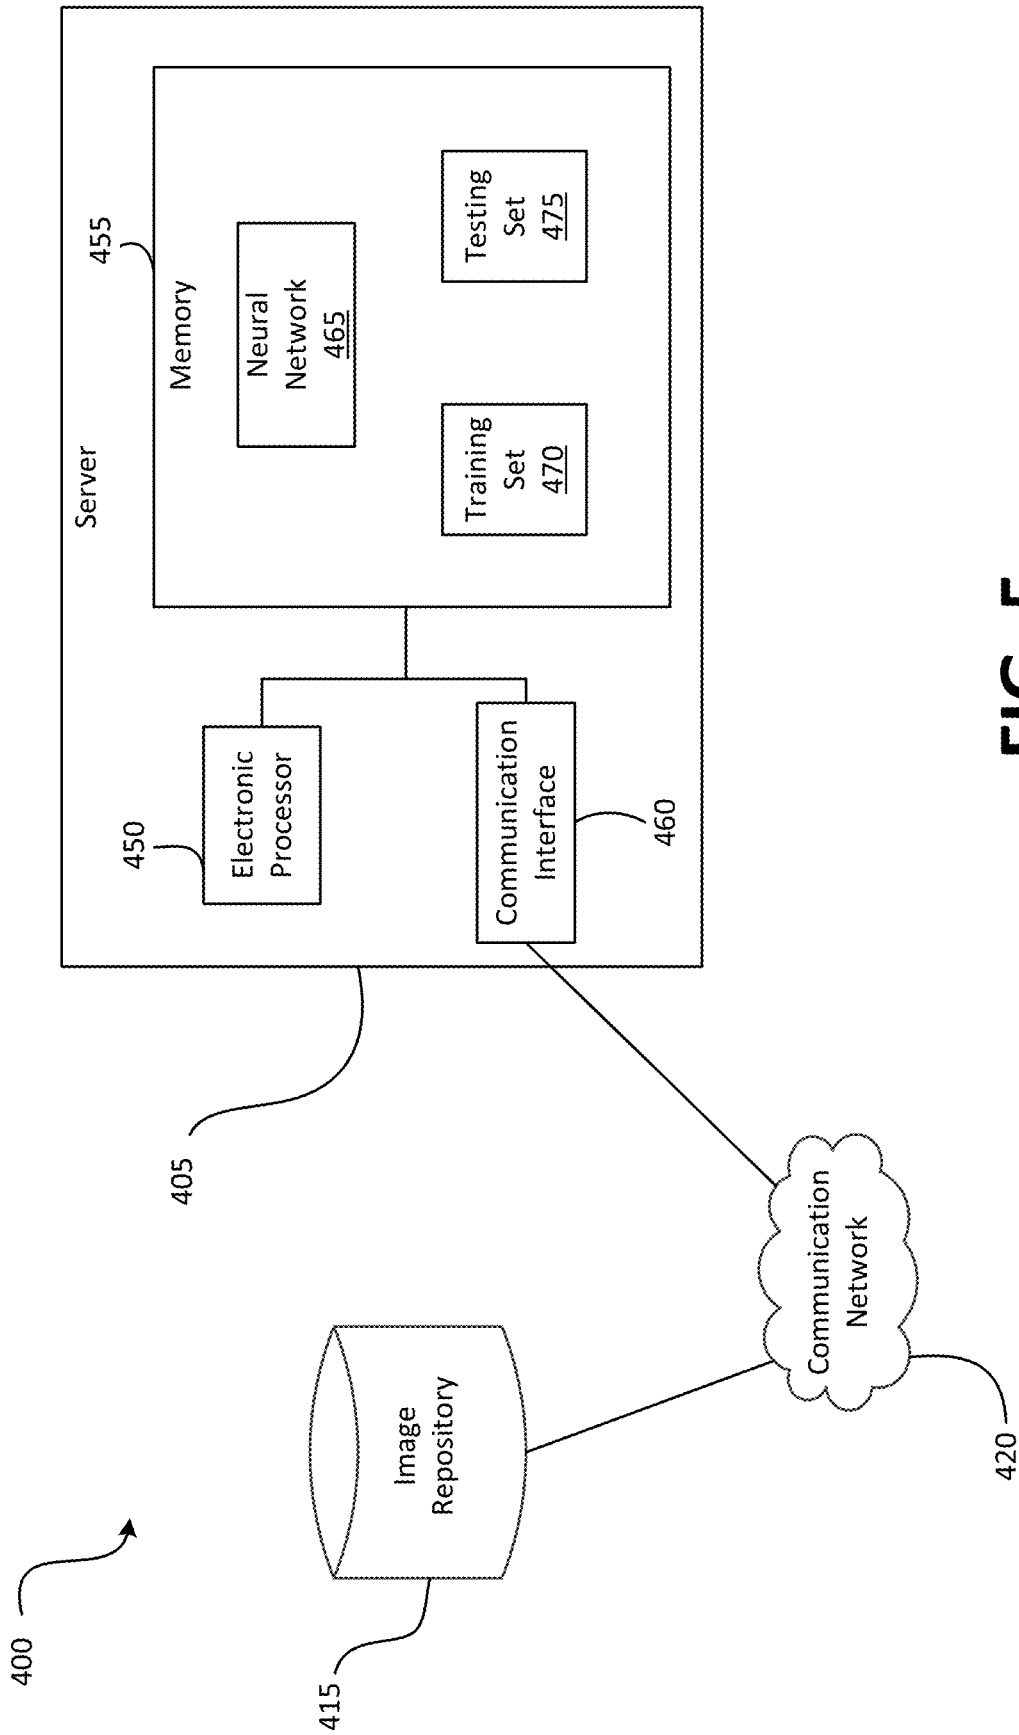 400
415
Image
Repository
405
420
Communication
Network
Server
450
Electronic
Processor
Communication
Interface
460
455
Memory
Neural
Network
465
Training
Set
470
Testing
Set
475